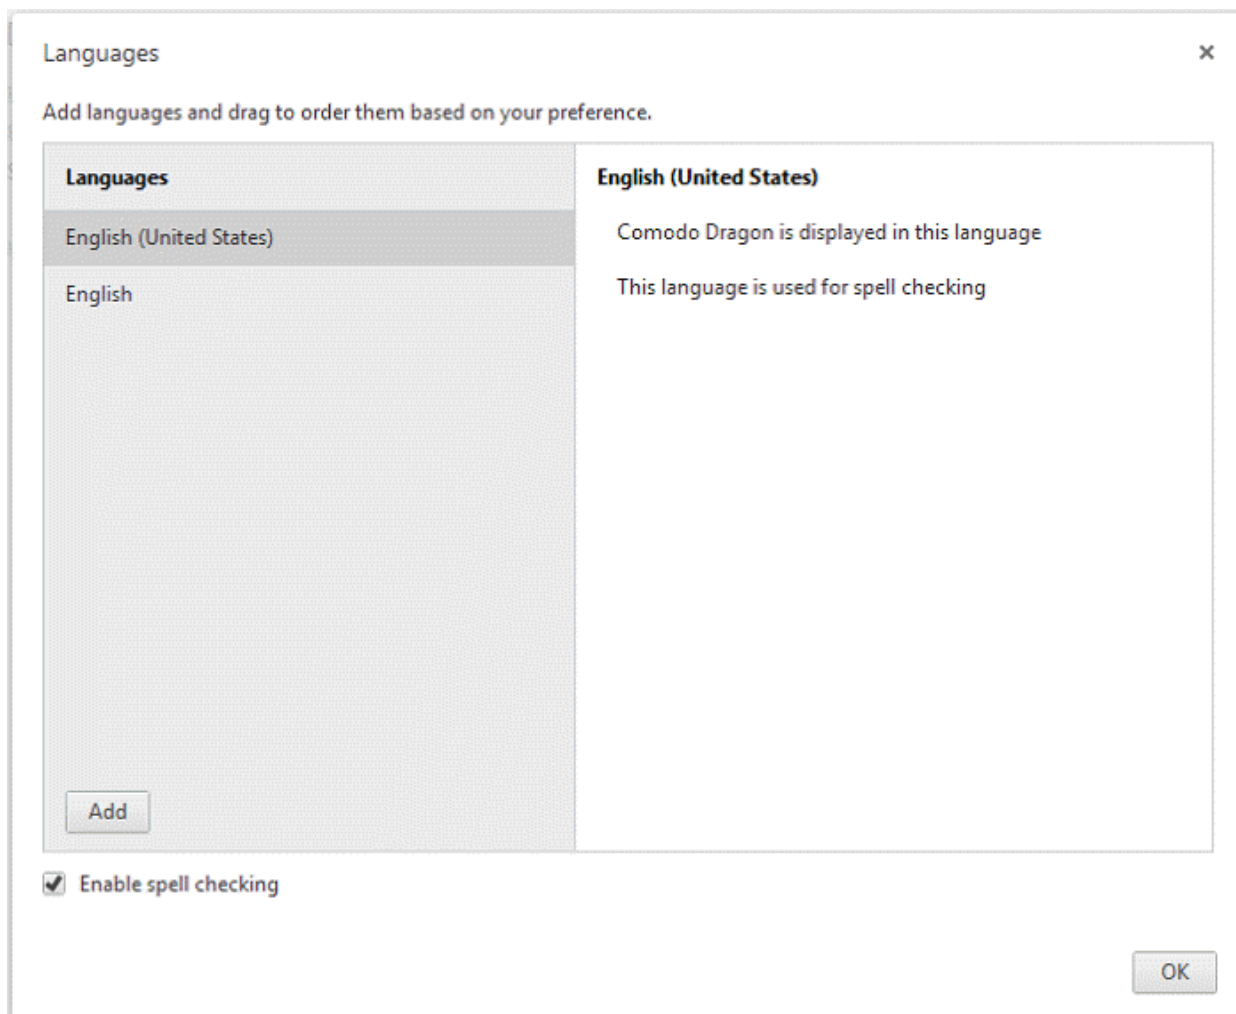 Languages
×
Add languages and drag to order them based on your preference.
Languages
English (United States)
English
Add
English (United States)
Comodo Dragon is displayed in this language
This language is used for spell checking
Enable spell checking
OK